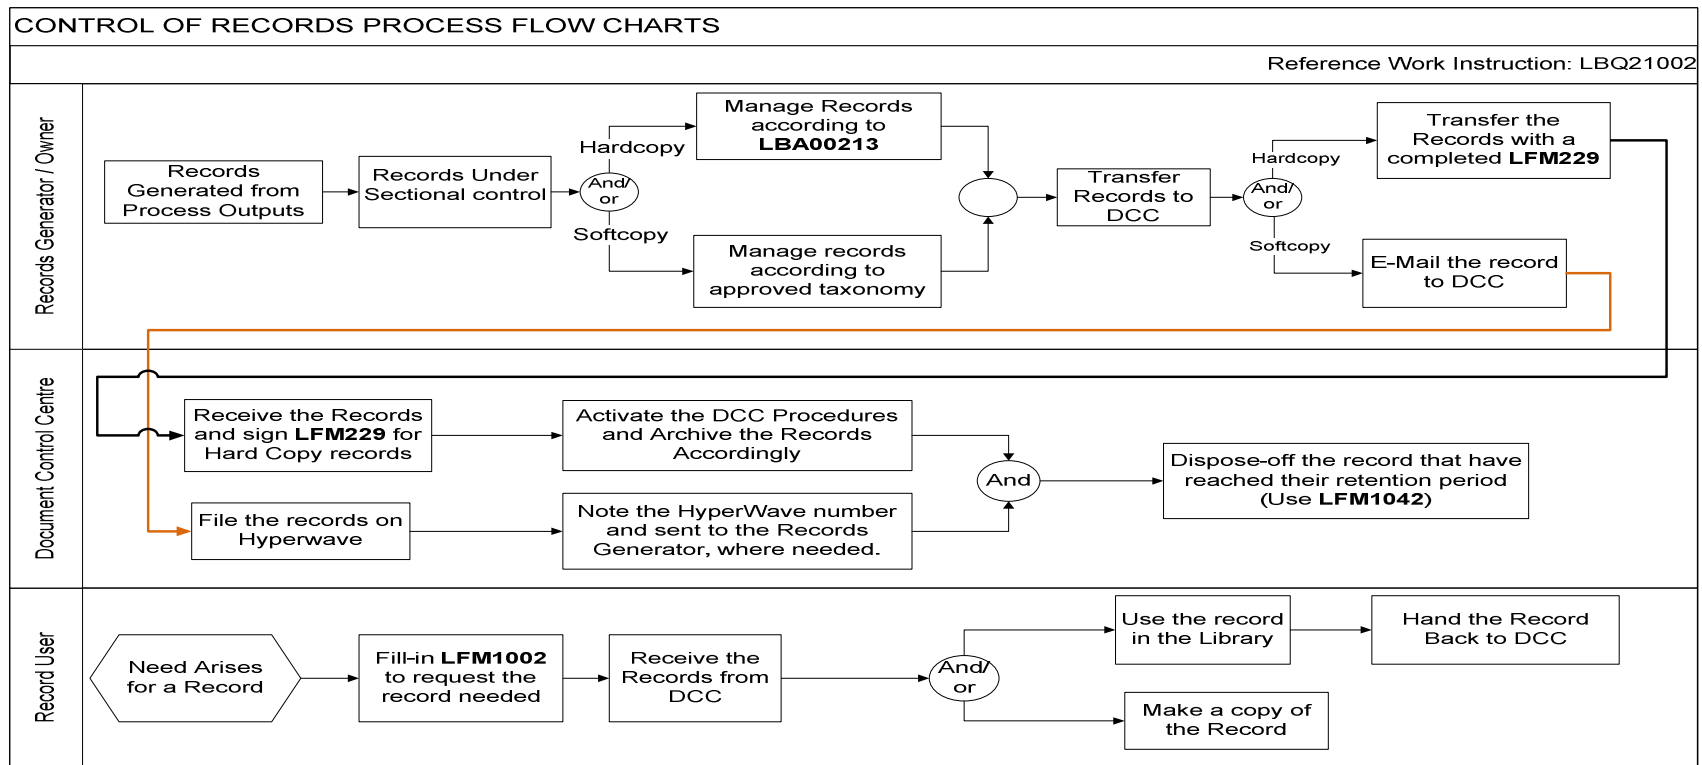 CONTROL OF RECORDS PROCESS FLOW CHARTS
Reference Work Instruction: LBQ21002
Records Generator / Owner
Records
Generated from
Process Outputs
Records Under
Sectional control
And/
or
Hardcopy
Softcopy
Manage Records
according to
LBA00213
Manage records
according to
approved taxonomy
Transfer
Records to
DCC
And/
or
Hardcopy
Softcopy
Transfer the
Records with a
completed LFM229
E-Mail the record
to DCC
Document Control Centre
Receive the Records
and sign LFM229 for
Hard Copy records
Activate the DCC Procedures
and Archive the Records
Accordingly
File the records on
Hyperwave
Note the HyperWave number
and sent to the Records
Generator, where needed.
And
Dispose-off the record that have
reached their retention period
(Use LFM1042)
Record User
Need Arises
for a Record
Fill-in LFM1002
to request the
record needed
Receive the
Records from
DCC
And/
or
Use the record
in the Library
Hand the Record
Back to DCC
Make a copy of
the Record